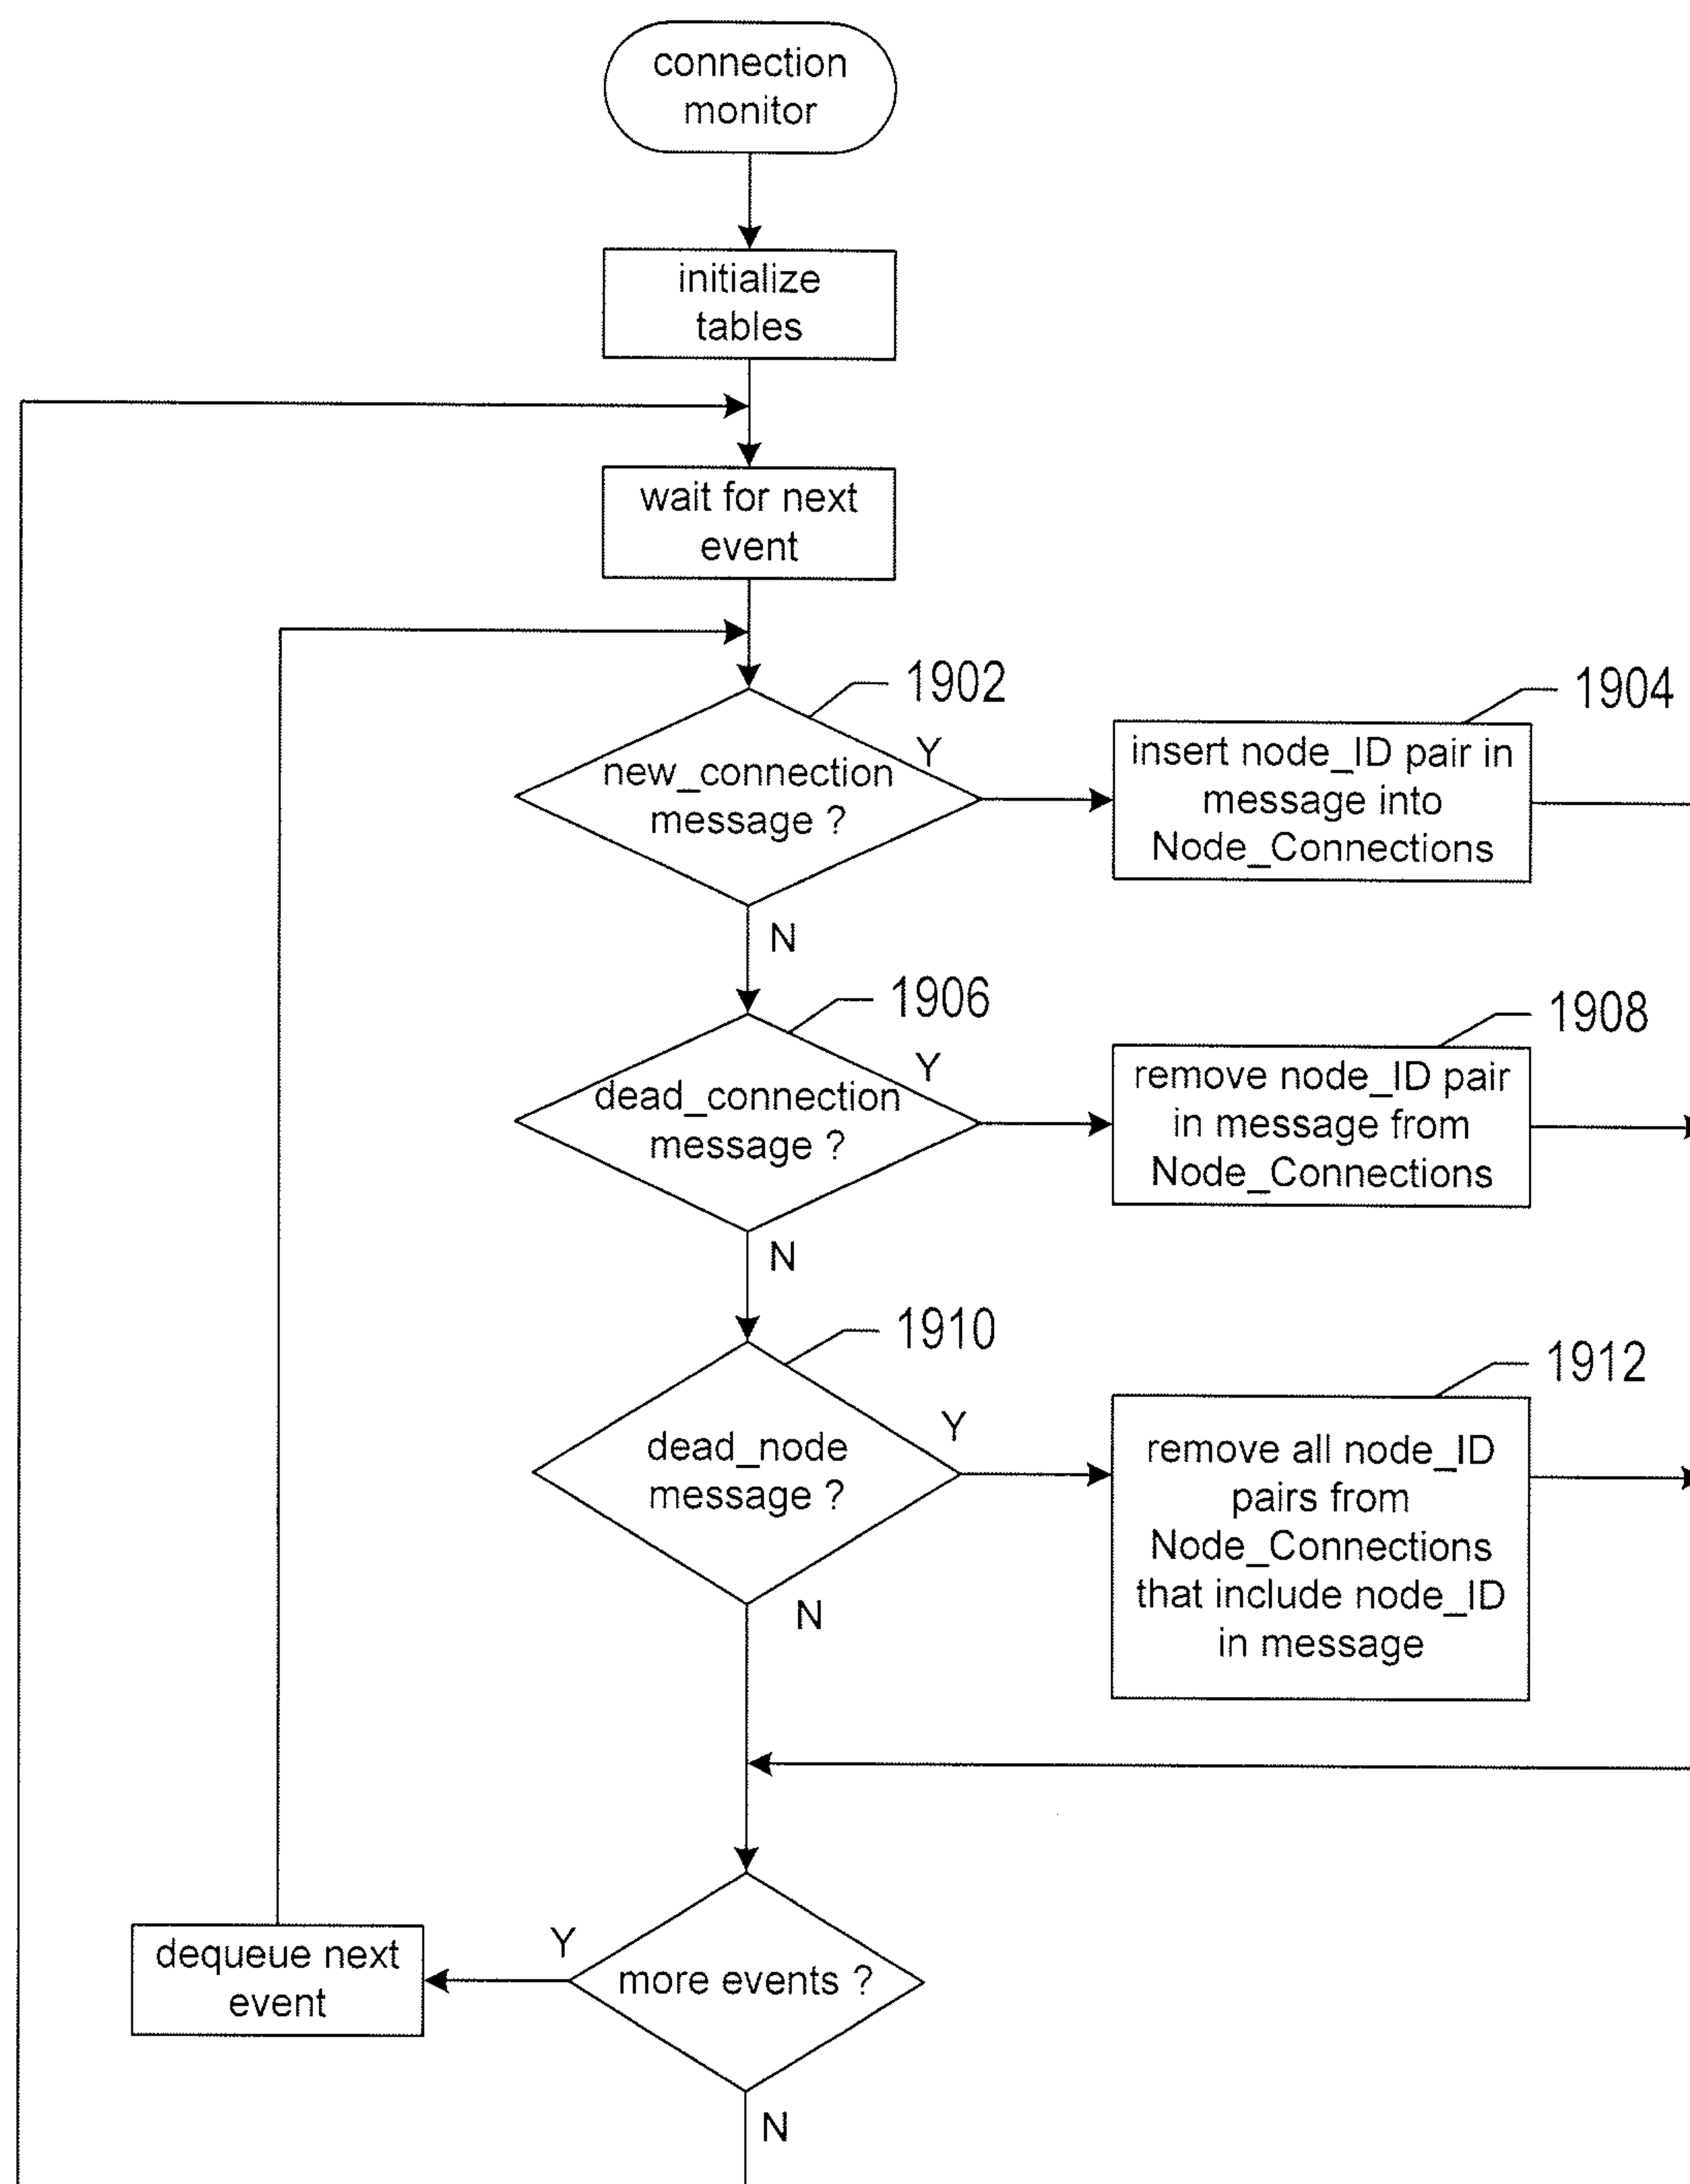 connection
monitor
initialize
tables
wait for next
event
1902
1904
new_connection
message ?
Y
insert node_ID pair in
message into
Node_Connections
N
1906
1908
dead_connection
message ?
Y
remove node_ID pair
in message from
Node_Connections
N
1910
1912
dead_node
message ?
Y
remove all node_ID
pairs from
Node_Connections
that include node_ID
in message
N
dequeue next
event
Y
more events ?
N